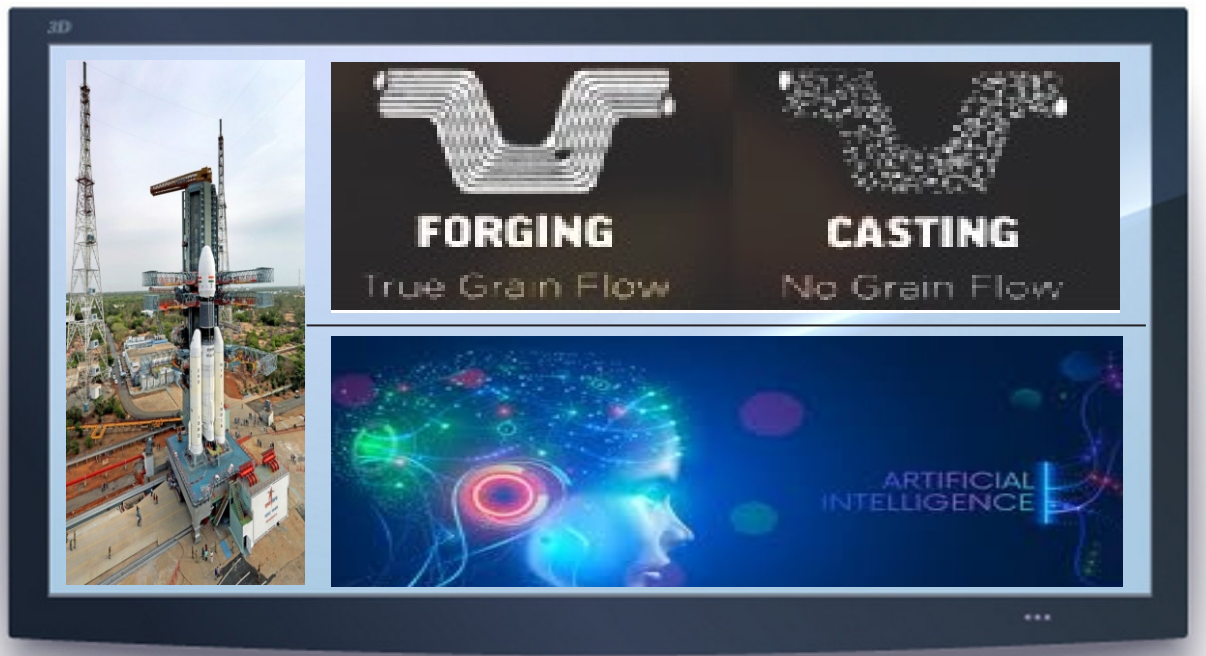 3D
FORGING
CASTING
True Grain Flow
No Grain Flow
ARTIFICIAL
INTELLIGENCE